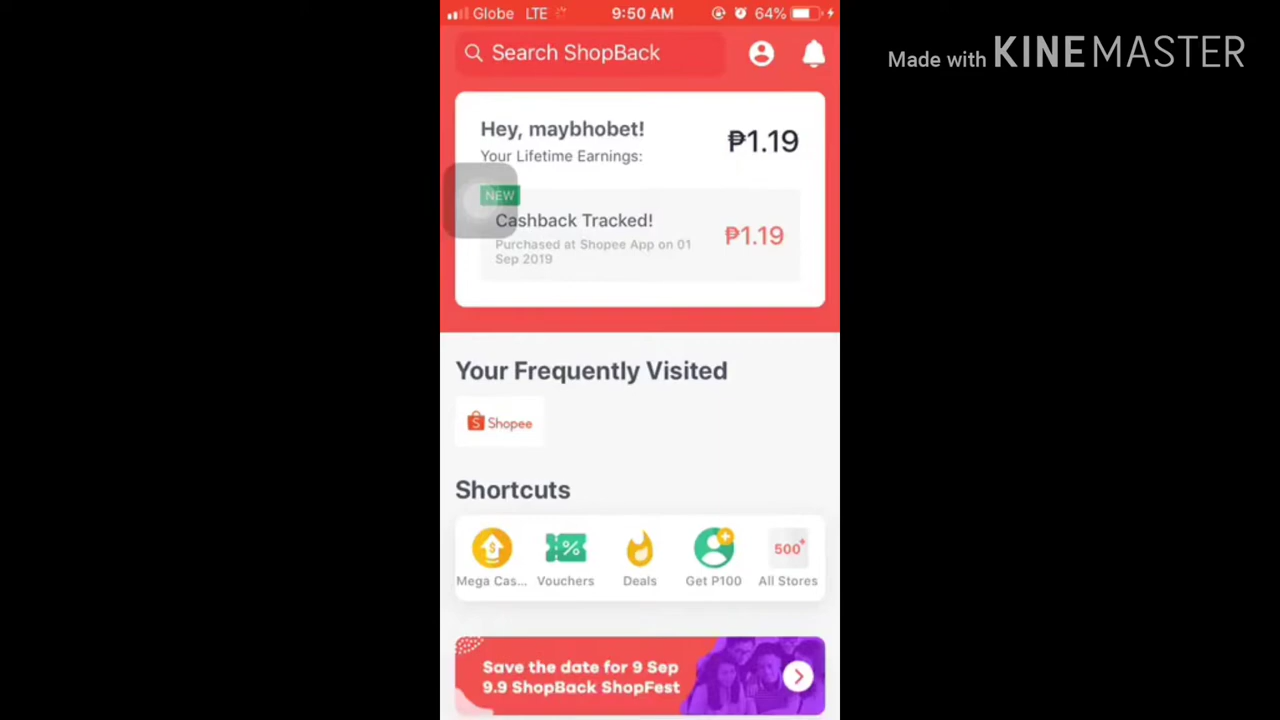 Globe LTE 9:50 AM 64%
Made with KINEMASTER
Search ShopBack
Hey, maybhobet!
₱1.19
Your Lifetime Earnings:
NEW
Cashback Tracked!
₱1.19
Purchased at Shopee App on 01
Sep 2019
Your Frequently Visited
S Shopee
Shortcuts
$
%
500+
Mega Cas...
Vouchers
Deals
Get P100
All Stores
Save the date for 9 Sep
9.9 ShopBack ShopFest